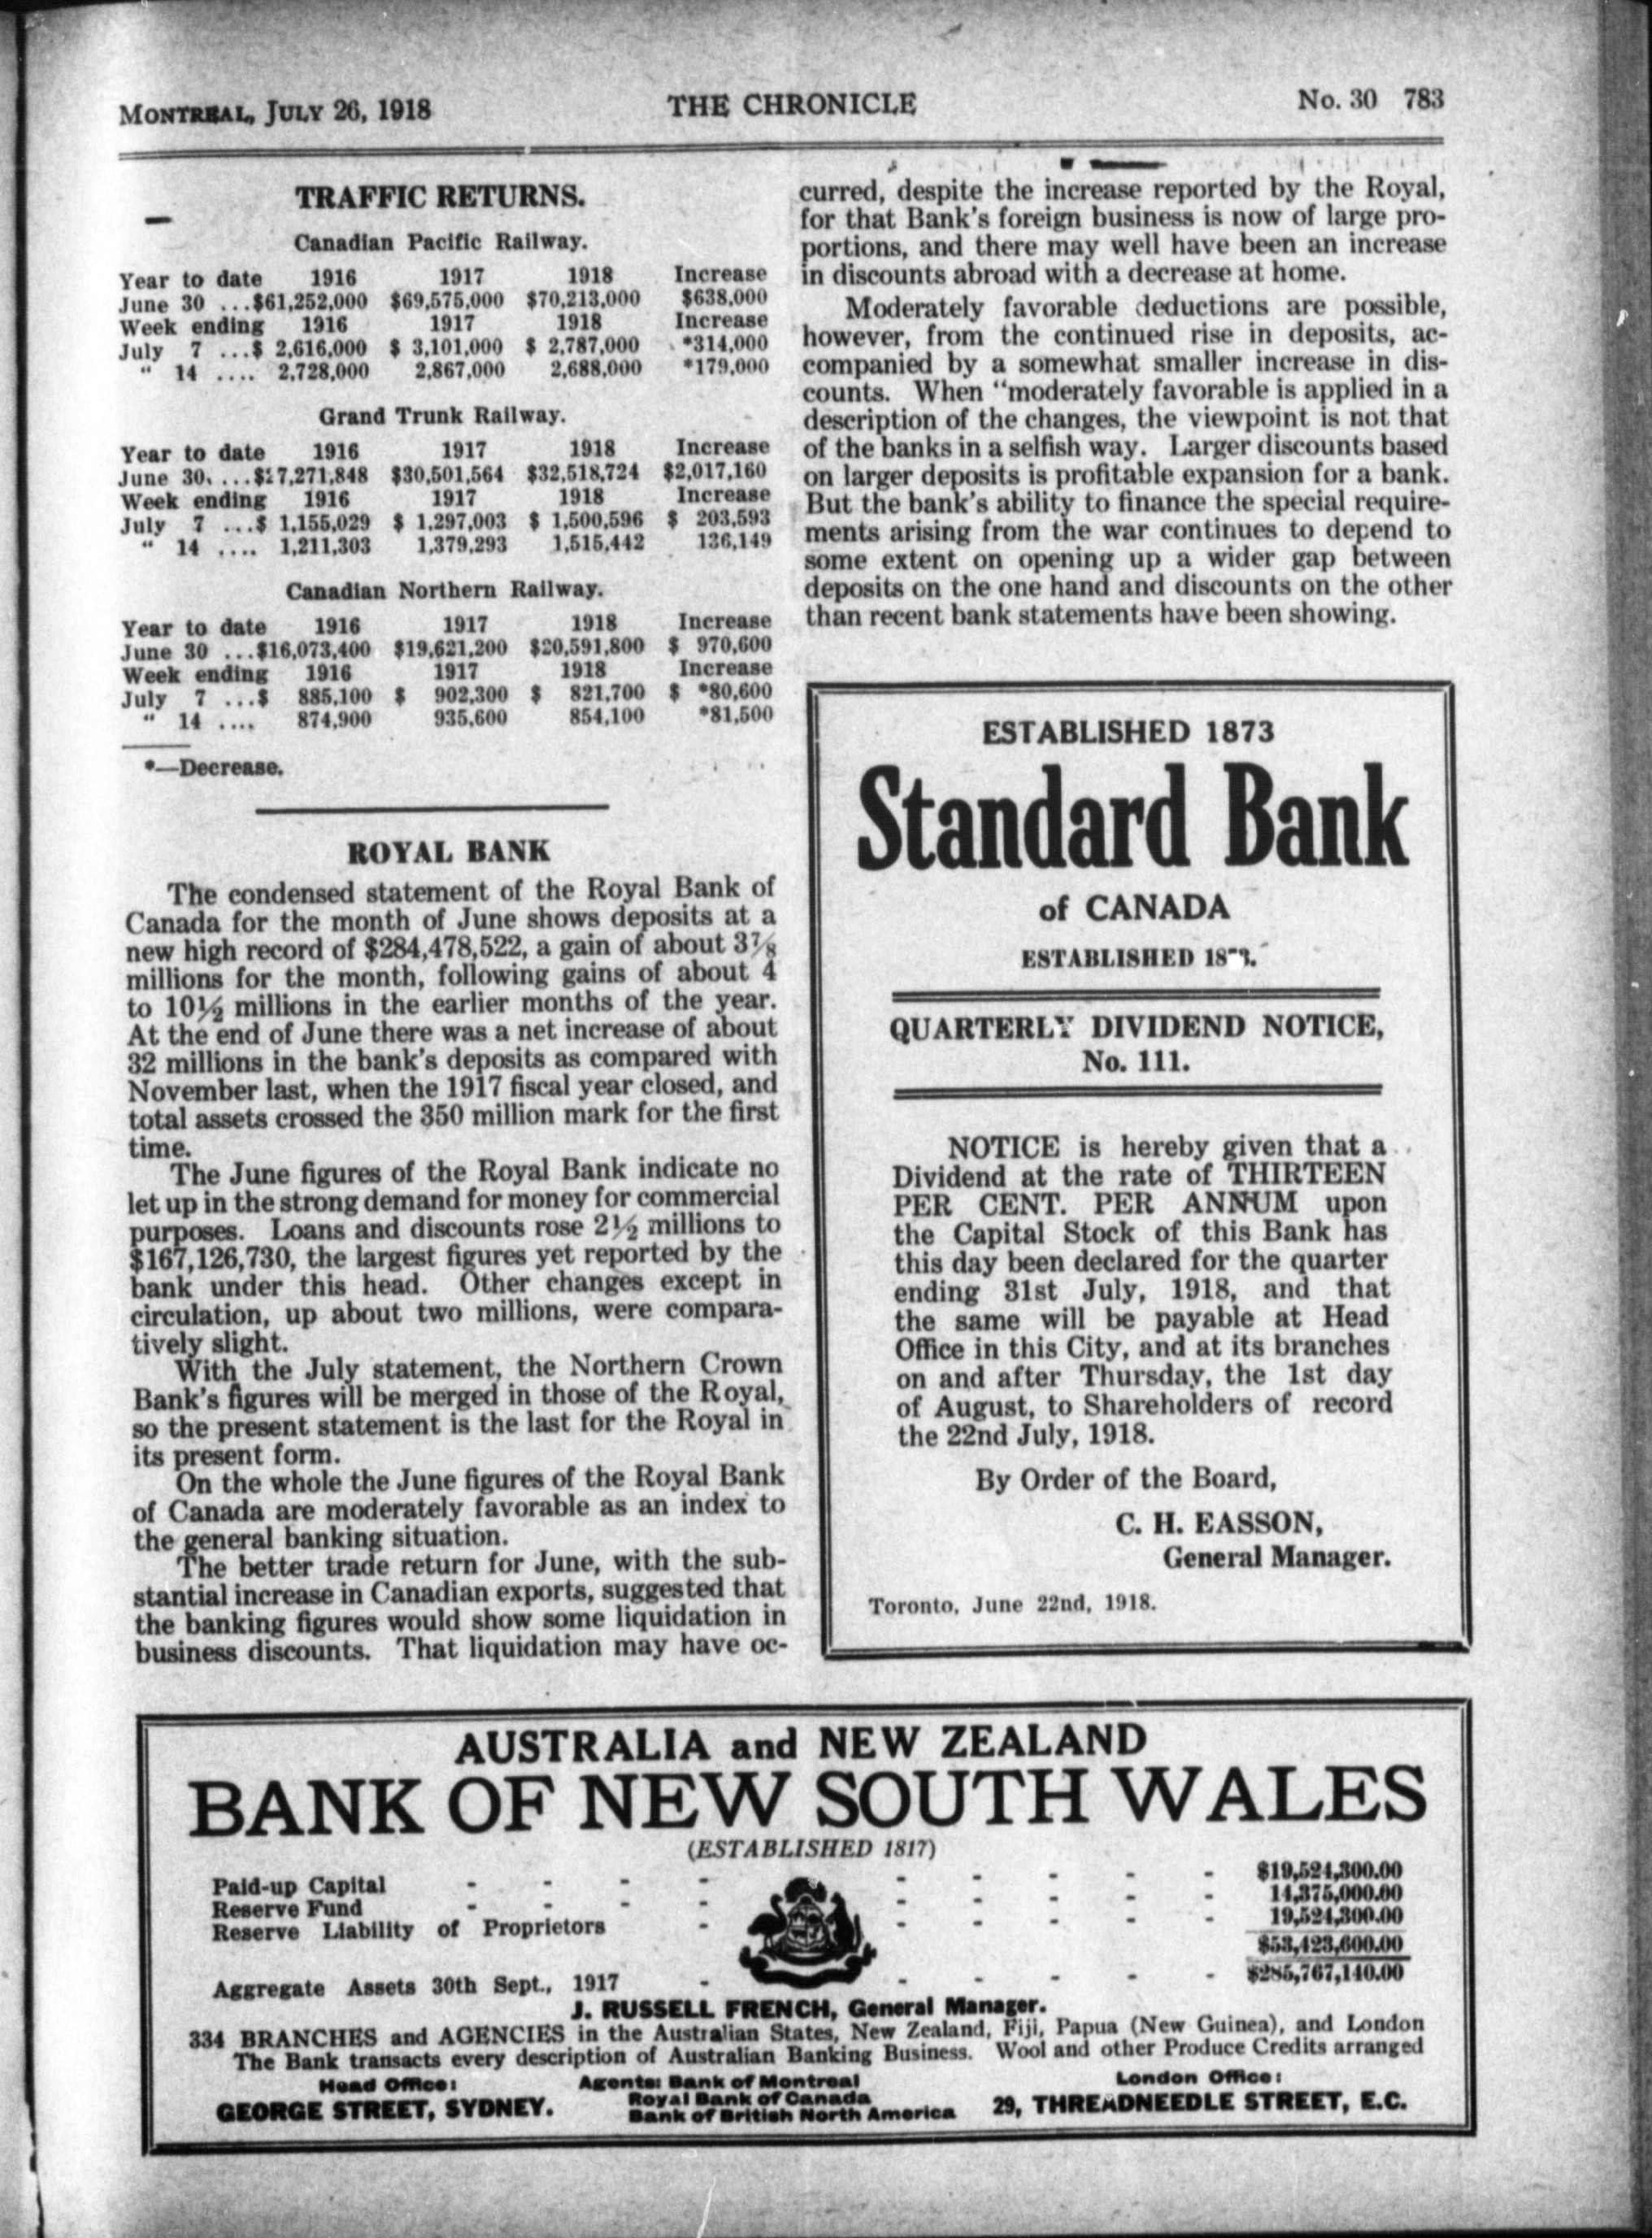 MONTREAL, JULY 26, 1918 THE CHRONICLE No. 30 783
TRAFFIC RETURNS.
Canadian Pacific Railway.
Year to date 1916 1917 1918 Increase
June 30 ...$61,252,000 $69,575,000 $70,213,000 $638,000
Week ending 1916 1917 1918 Increase
July 7 ...$ 2,616,000 $ 3,101,000 $ 2,787,000 *314,000
" 14 .... 2,728,000 2,867,000 2,688,000 *179,000
Grand Trunk Railway.
Year to date 1916 1917 1918 Increase
June 30. ...$27,271,848 $30,501,564 $32,518,724 $2,017,160
Week ending 1916 1917 1918 Increase
July 7 ...$ 1,155,029 $ 1,297,003 $ 1,500,596 $ 203,593
" 14 .... 1,211,303 1,379,293 1,515,442 136,149
Canadian Northern Railway.
Year to date 1916 1917 1918 Increase
June 30 ...$16,073,400 $19,621,200 $20,591,800 $ 970,600
Week ending 1916 1917 1918 Increase
July 7 ...$ 885,100 $ 902,300 $ 821,700 $ *80,600
" 14 .... 874,900 935,600 854,100 *81,500
*—Decrease.
ROYAL BANK
The condensed statement of the Royal Bank of
Canada for the month of June shows deposits at a
new high record of $284,478,522, a gain of about 3⅞
millions for the month, following gains of about 4
to 10½ millions in the earlier months of the year.
At the end of June there was a net increase of about
32 millions in the bank's deposits as compared with
November last, when the 1917 fiscal year closed, and
total assets crossed the 350 million mark for the first
time.
The June figures of the Royal Bank indicate no
let up in the strong demand for money for commercial
purposes. Loans and discounts rose 2½ millions to
$167,126,730, the largest figures yet reported by the
bank under this head. Other changes except in
circulation, up about two millions, were compara-
tively slight.
With the July statement, the Northern Crown
Bank's figures will be merged in those of the Royal,
so the present statement is the last for the Royal in
its present form.
On the whole the June figures of the Royal Bank
of Canada are moderately favorable as an index to
the general banking situation.
The better trade return for June, with the sub-
stantial increase in Canadian exports, suggested that
the banking figures would show some liquidation in
business discounts. That liquidation may have oc-
curred, despite the increase reported by the Royal,
for that Bank's foreign business is now of large pro-
portions, and there may well have been an increase
in discounts abroad with a decrease at home.
Moderately favorable deductions are possible,
however, from the continued rise in deposits, ac-
companied by a somewhat smaller increase in dis-
counts. When "moderately favorable is applied in a
description of the changes, the viewpoint is not that
of the banks in a selfish way. Larger discounts based
on larger deposits is profitable expansion for a bank.
But the bank's ability to finance the special require-
ments arising from the war continues to depend to
some extent on opening up a wider gap between
deposits on the one hand and discounts on the other
than recent bank statements have been showing.
ESTABLISHED 1873
Standard Bank
of CANADA
ESTABLISHED 1873.
QUARTERLY DIVIDEND NOTICE,
No. 111.
NOTICE is hereby given that a
Dividend at the rate of THIRTEEN
PER CENT. PER ANNUM upon
the Capital Stock of this Bank has
this day been declared for the quarter
ending 31st July, 1918, and that
the same will be payable at Head
Office in this City, and at its branches
on and after Thursday, the 1st day
of August, to Shareholders of record
the 22nd July, 1918.
By Order of the Board,
C. H. EASSON,
General Manager.
Toronto, June 22nd, 1918.
AUSTRALIA and NEW ZEALAND
BANK OF NEW SOUTH WALES
(ESTABLISHED 1817)
Paid-up Capital - - - - - - - - - $19,524,300.00
Reserve Fund - - - - - - - - - 14,375,000.00
Reserve Liability of Proprietors - - - - - - 19,524,300.00
$53,423,600.00
Aggregate Assets 30th Sept., 1917 - - - - - - $285,767,140.00
J. RUSSELL FRENCH, General Manager.
334 BRANCHES and AGENCIES in the Australian States, New Zealand, Fiji, Papua (New Guinea), and London
The Bank transacts every description of Australian Banking Business. Wool and other Produce Credits arranged
Head Office: Agents: Bank of Montreal London Office:
GEORGE STREET, SYDNEY. Royal Bank of Canada 29, THREADNEEDLE STREET, E.C.
Bank of British North America